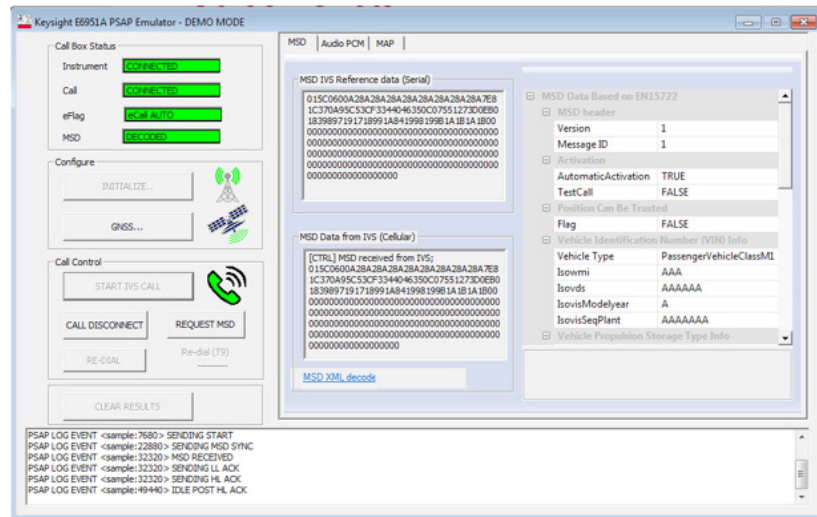 Keysight E6951A PSAP Emulator - DEMO MODE
Call Box Status
Instrument CONNECTED
Call CONNECTED
eFlag eCall AUTO
MSD DECODED
Configure
INITIALIZE...
GNSS...
Call Control
START IVS CALL
CALL DISCONNECT REQUEST MSD
RE-DIAL Re-dial (T9)
---------
CLEAR RESULTS
MSD Audio PCM MAP
MSD IVS Reference data (Serial)
015C0600A28A28A28A28A28A28A28A28A7E8
1C370A95C53CF3344046350C07551273D0EB0
1839897191718991A841998199B1A1B1A1B00
0000000000000000000000000000000000000
0000000000000000000000000000000000000
0000000000000000000000000000000000000
0000000000000000000000000000000000000
00000000000000000
MSD Data from IVS (Cellular)
[CTRL] MSD received from IVS;
015C0600A28A28A28A28A28A28A28A28A7E8
1839897191718991A841998199B1A1B1A1B00
0000000000000000000000000000000000000
0000000000000000000000000000000000000
0000000000000000000000000000000000000
0000000000000000000000000000000000000
00000000000000000
MSD XML decode
MSD Data Based on EN15722
MSD header
Version 1
Message ID 1
Activation
AutomaticActivation TRUE
TestCall FALSE
Position Can Be Trusted
Flag FALSE
Vehicle Identification Number (VIN) Info
Vehicle Type PassengerVehicleClassM1
Isowmi AAA
Isovds AAAAAA
IsovisModelyear A
IsovisSeqPlant AAAAAAA
Vehicle Propulsion Storage Type Info
PSAP LOG EVENT <sample:7680> SENDING START
PSAP LOG EVENT <sample:22880> SENDING MSD SYNC
PSAP LOG EVENT <sample:32320> MSD RECEIVED
PSAP LOG EVENT <sample:32320> SENDING LL ACK
PSAP LOG EVENT <sample:32320> SENDING HL ACK
PSAP LOG EVENT <sample:49440> IDLE POST HL ACK